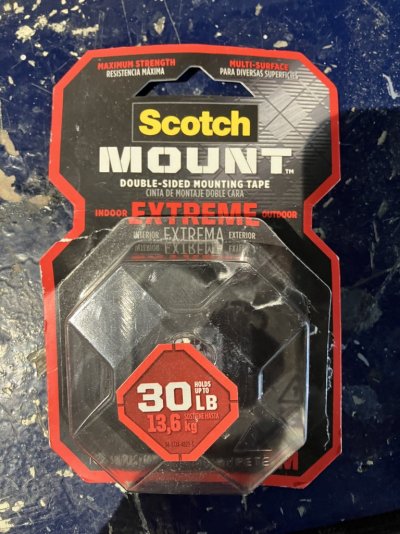 MAXIMUM STRENGTH
RESISTENCIA MÁXIMA
MULTI-SURFACE
PARA DIVERSAS SUPERFICIES
Scotch
MOUNT™
DOUBLE-SIDED MOUNTING TAPE
CINTA DE MONTAJE DOBLE CARA
INDOOR EXTREME OUTDOOR
INTERIOR EXTREMA EXTERIOR
30 LB
HOLDS UP TO
13,6 kg
SOSTIENE HASTA